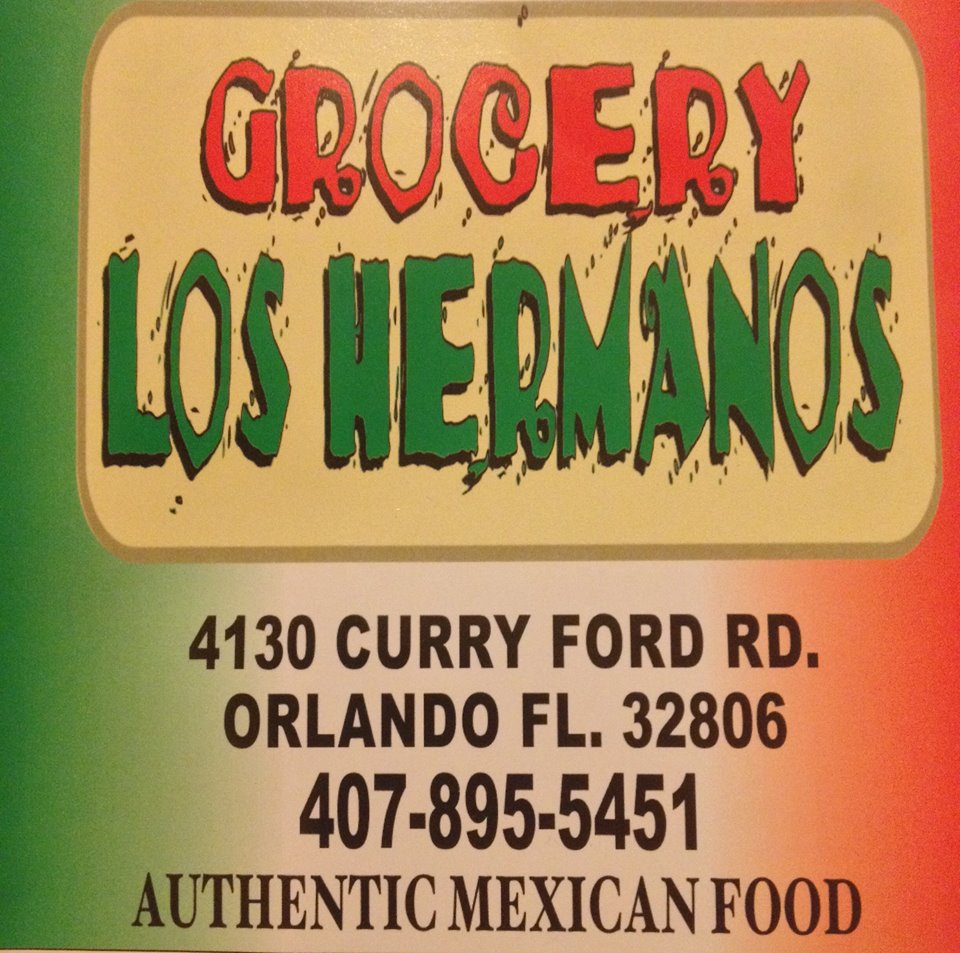 GROCERY
LOS HERMANOS
4130 CURRY FORD RD.
ORLANDO FL. 32806
407-895-5451
AUTHENTIC MEXICAN FOOD